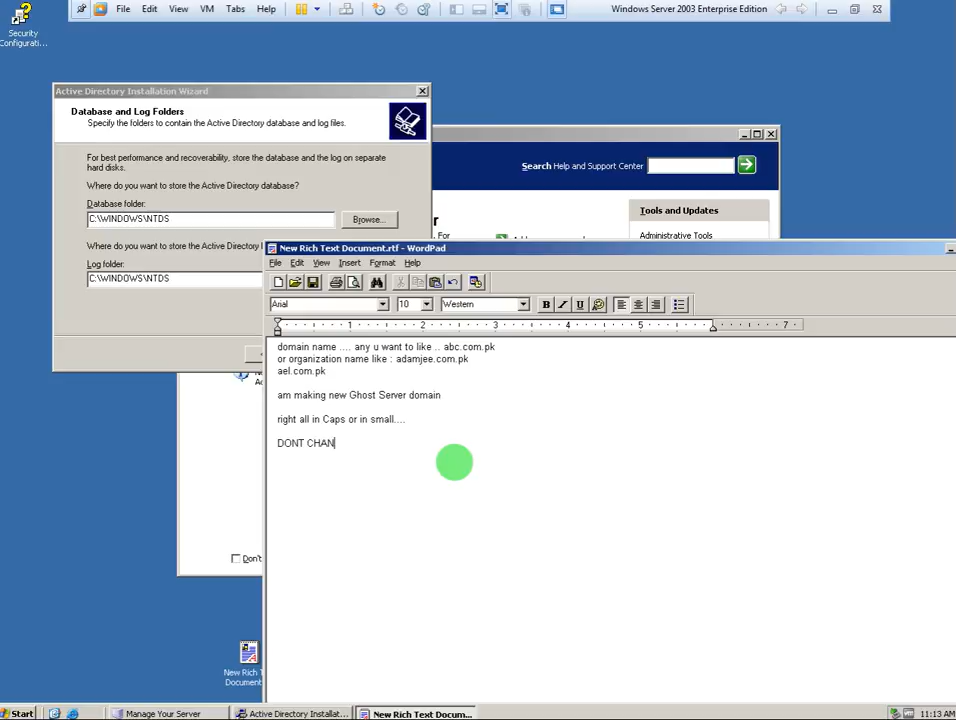 File Edit View VM Tabs Help
Windows Server 2003 Enterprise Edition
Security
Configurati...
Active Directory Installation Wizard
Database and Log Folders
Specify the folders to contain the Active Directory database and log files.
For best performance and recoverability, store the database and the log on separate
hard disks.
Where do you want to store the Active Directory database?
Database folder:
C:\WINDOWS\NTDS
Browse...
Where do you want to store the Active Directory l
Log folder:
C:\WINDOWS\NTDS
Search Help and Support Center
Tools and Updates
Administrative Tools
New Rich Text Document.rtf - WordPad
File Edit View Insert Format Help
Arial
10
Western
B I U
1 2 3 4 5 7
domain name .... any u want to like .. abc.com.pk
or organization name like : adamjee.com.pk
ael.com.pk
am making new Ghost Server domain
right all in Caps or in small....
DONT CHAN
Don't
New Rich T
Document.
Start
Manage Your Server
Active Directory Installat...
New Rich Text Docum...
11:13 AM